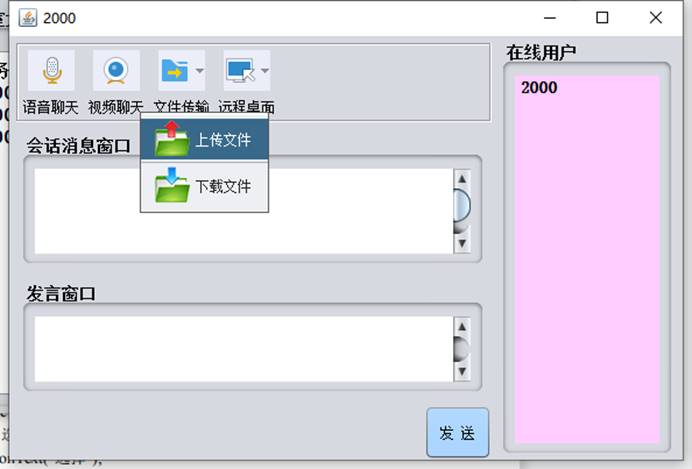 2000
在线用户
2000
语音聊天 视频聊天 文件传输 远程桌面
上传文件
会话消息窗口
下载文件
发言窗口
发 送